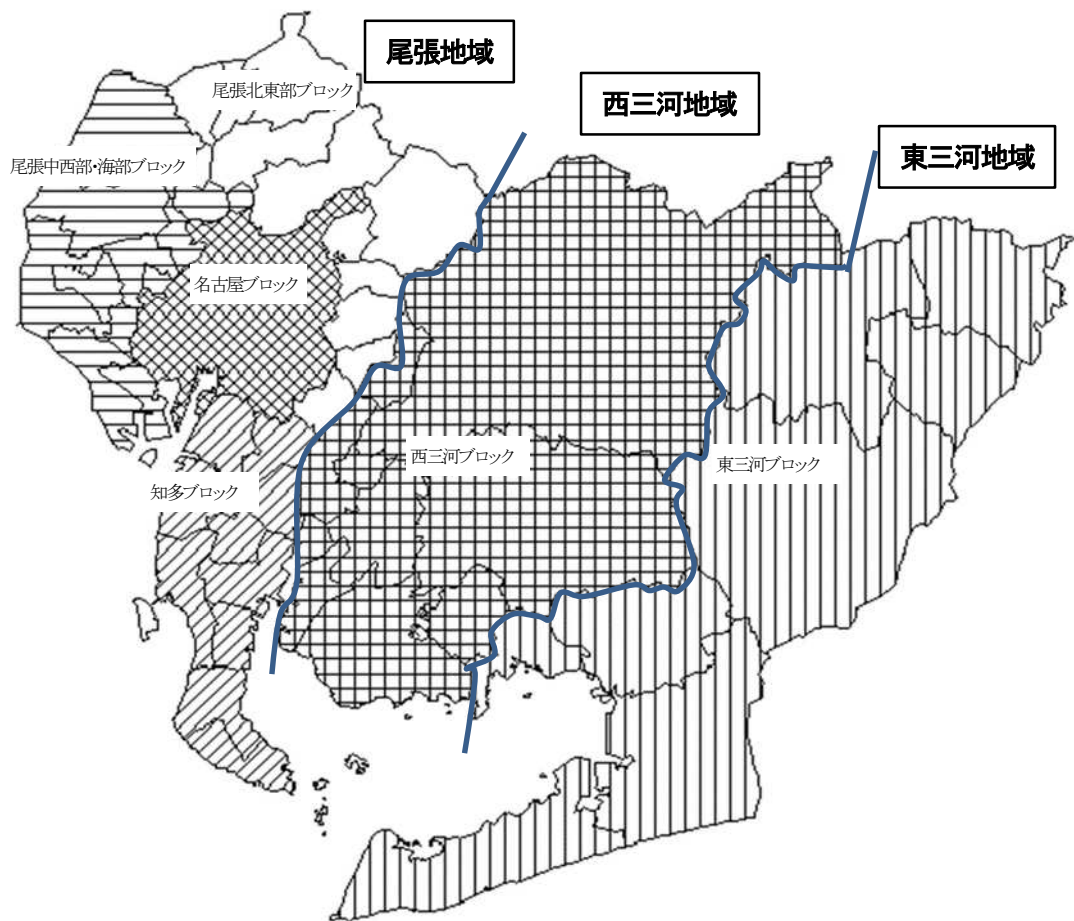 尾張地域
尾張北東部ブロック
西三河地域
尾張中西部・海部ブロック
東三河地域
名古屋ブロック
西三河ブロック
東三河ブロック
知多ブロック